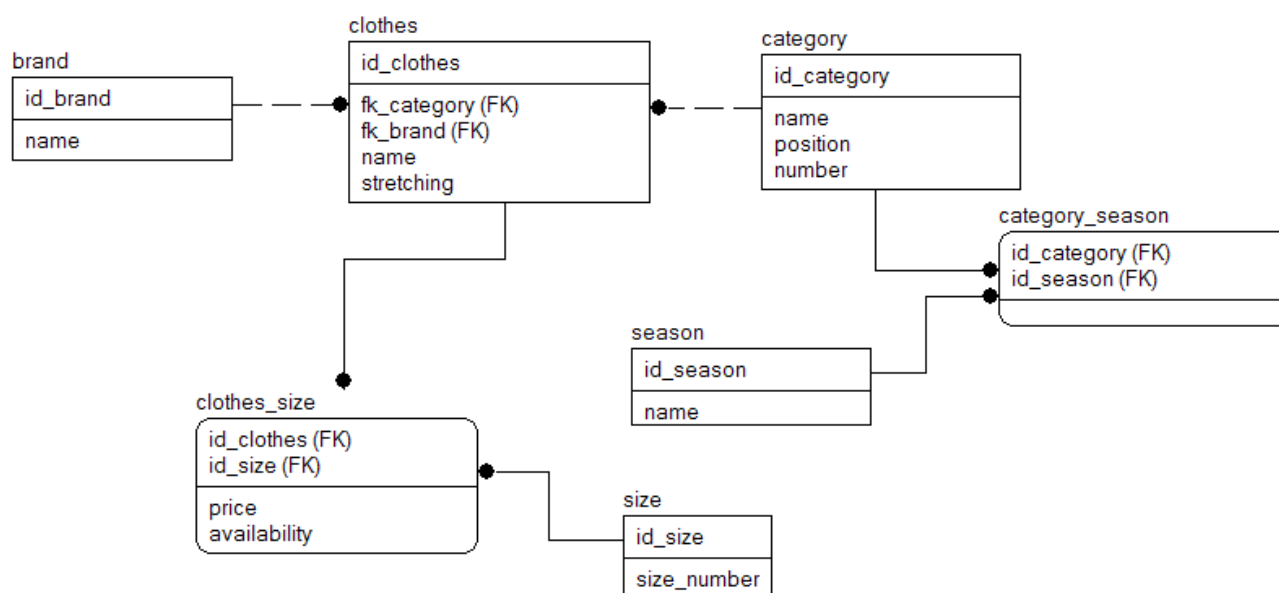 brand
id_brand
name
clothes
id_clothes
fk_category (FK)
fk_brand (FK)
name
stretching
category
id_category
name
position
number
category_season
id_category (FK)
id_season (FK)
season
id_season
name
clothes_size
id_clothes (FK)
id_size (FK)
price
availability
size
id_size
size_number